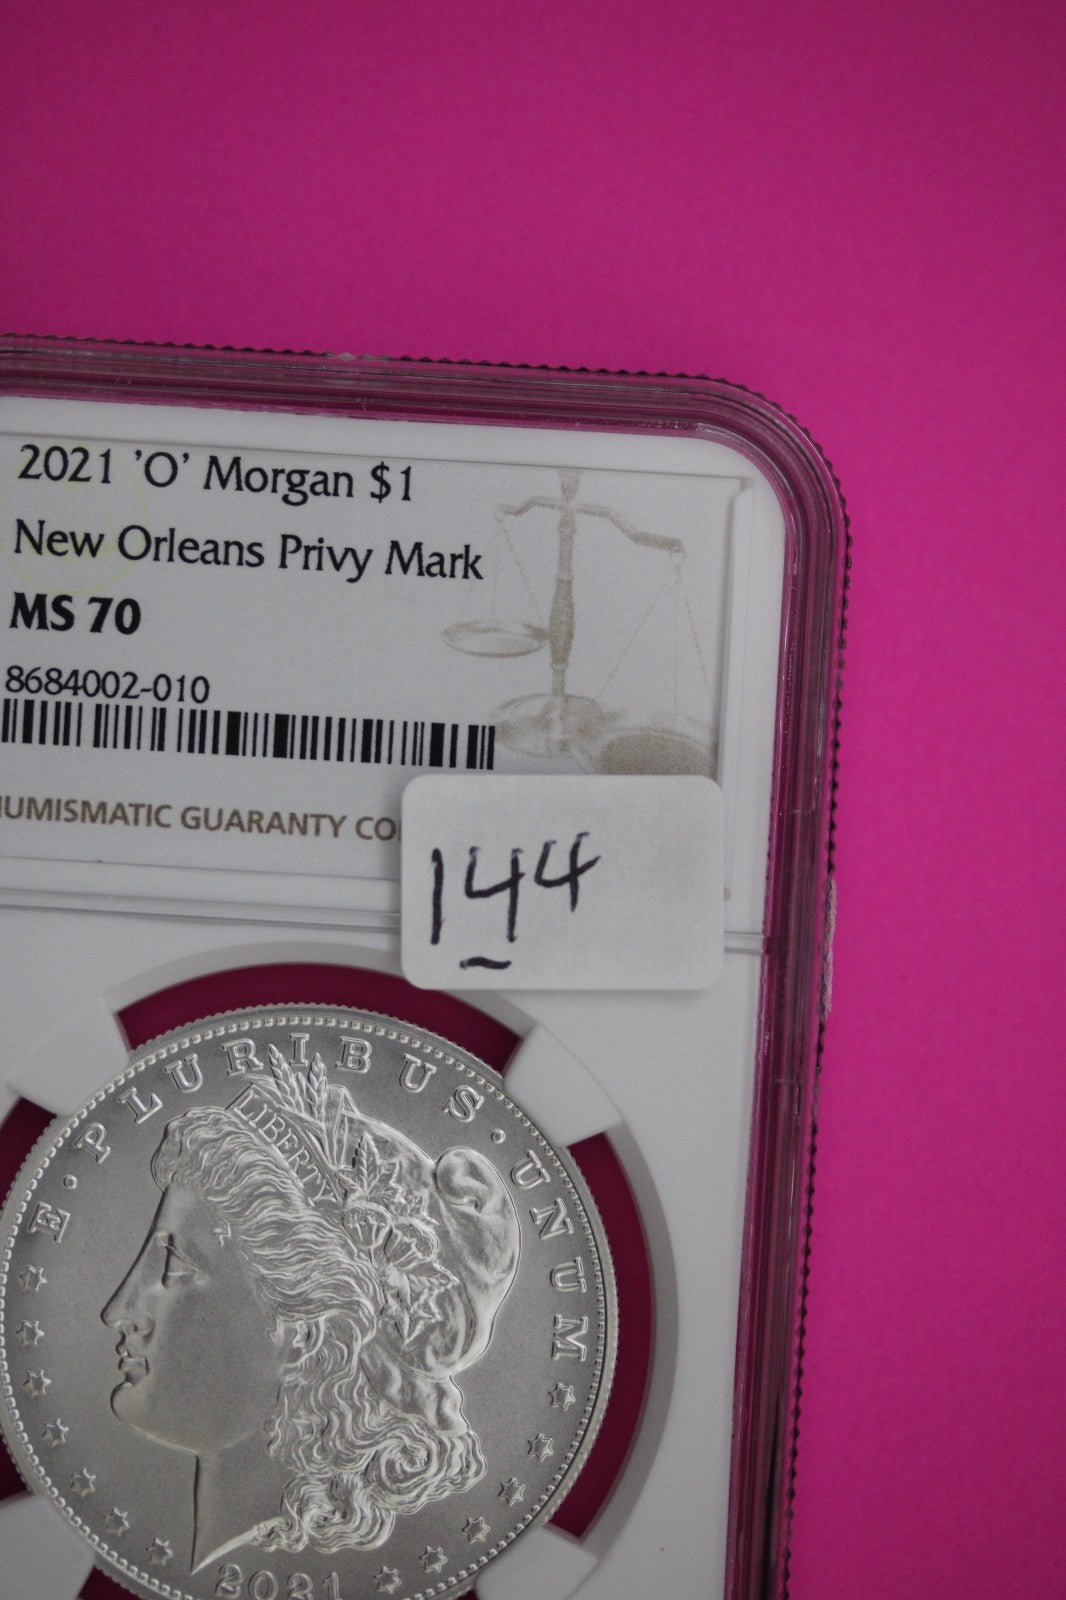 2021 'O' Morgan $1
New Orleans Privy Mark
MS 70
8684002-010
NUMISMATIC GUARANTY CO
144
E · PLURIBUS · UNUM
LIBERTY
2021